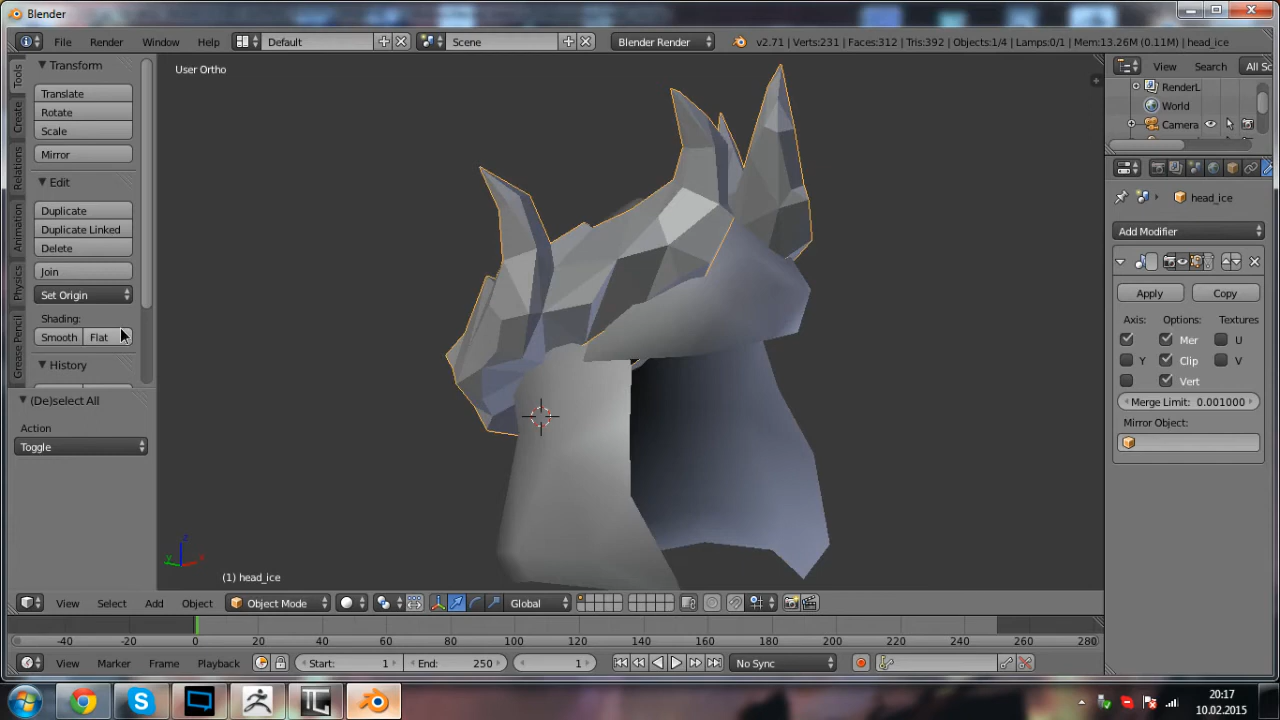 Blender
File Render Window Help Default Scene Blender Render v2.71 | Verts:231 | Faces:312 | Tris:392 | Objects:1/4 | Lamps:0/1 | Mem:13.26M (0.11M) | head_ice
Tools
Create
Relations
Animation
Physics
Grease Pencil
Transform
Translate
Rotate
Scale
Mirror
Edit
Duplicate
Duplicate Linked
Delete
Join
Set Origin
Shading:
Smooth Flat
History
(De)select All
Action
Toggle
User Ortho
(1) head_ice
View Select Add Object Object Mode Global
View Search All Sc
RenderL
World
Camera
head_ice
Add Modifier
Apply Copy
Axis: Options: Textures
Mer U
Y Clip V
Vert
Merge Limit: 0.001000
Mirror Object:
-40 -20 0 20 40 60 80 100 120 140 160 180 200 220 240 260 280
View Marker Frame Playback Start: 1 End: 250 1 No Sync
20:17
10.02.2015